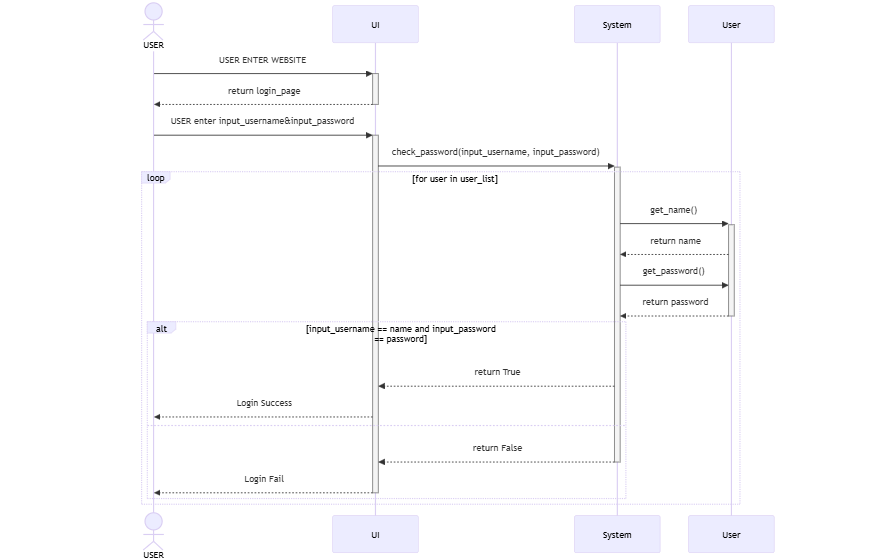 UI
System
User
USER
USER ENTER WEBSITE
return login_page
USER enter input_username&input_password
check_password(input_username, input_password)
loop
[for user in user_list]
get_name()
return name
get_password()
return password
alt
[input_username == name and input_password
== password]
return True
Login Success
return False
Login Fail
UI
System
User
USER